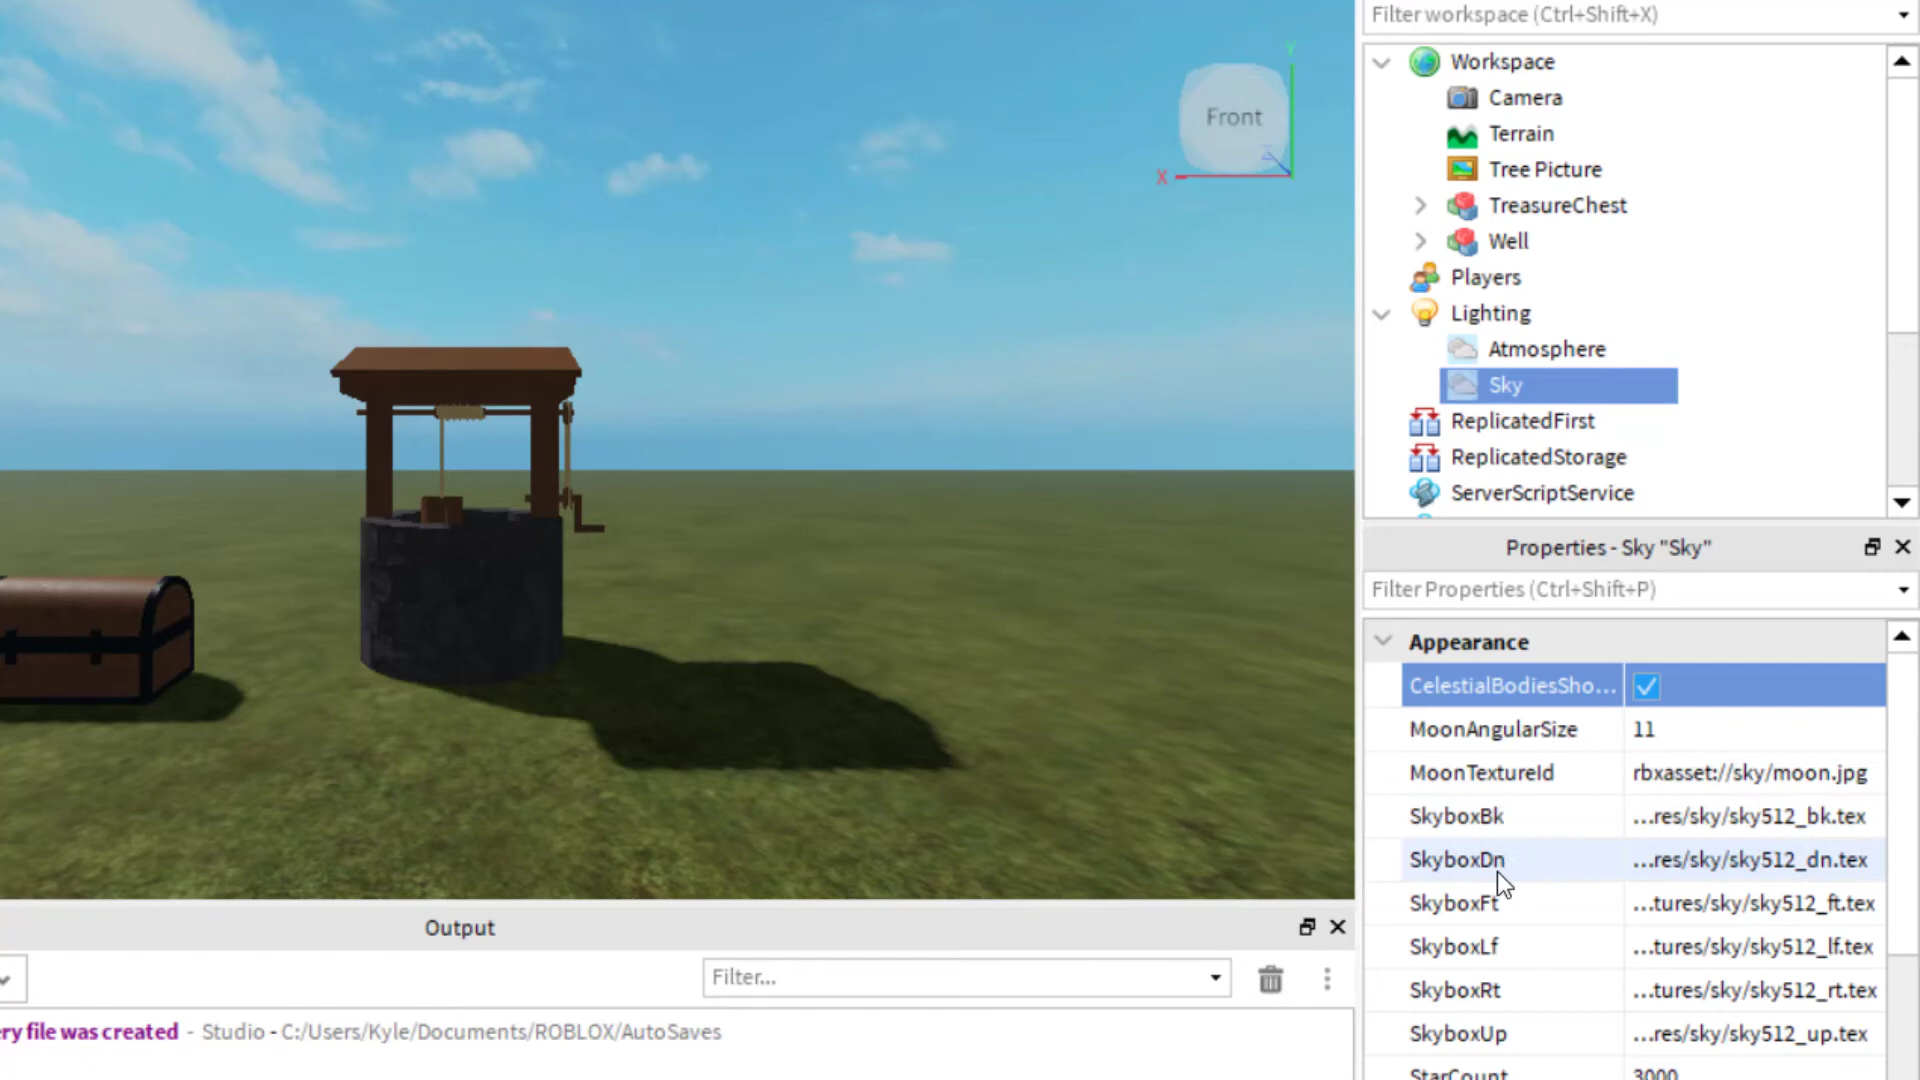 Filter workspace (Ctrl+Shift+X)
Workspace
Camera
Terrain
Tree Picture
TreasureChest
Well
Players
Lighting
Atmosphere
Sky
ReplicatedFirst
ReplicatedStorage
ServerScriptService
Y
Front
Z
X
Properties - Sky "Sky"
Filter Properties (Ctrl+Shift+P)
Appearance
CelestialBodiesSho...
MoonAngularSize 11
MoonTextureId rbxasset://sky/moon.jpg
SkyboxBk ...res/sky/sky512_bk.tex
SkyboxDn ...res/sky/sky512_dn.tex
SkyboxFt ...tures/sky/sky512_ft.tex
SkyboxLf ...tures/sky/sky512_lf.tex
SkyboxRt ...tures/sky/sky512_rt.tex
SkyboxUp ...res/sky/sky512_up.tex
StarCount 3000
Output
Filter...
ery file was created - Studio - C:/Users/Kyle/Documents/ROBLOX/AutoSaves